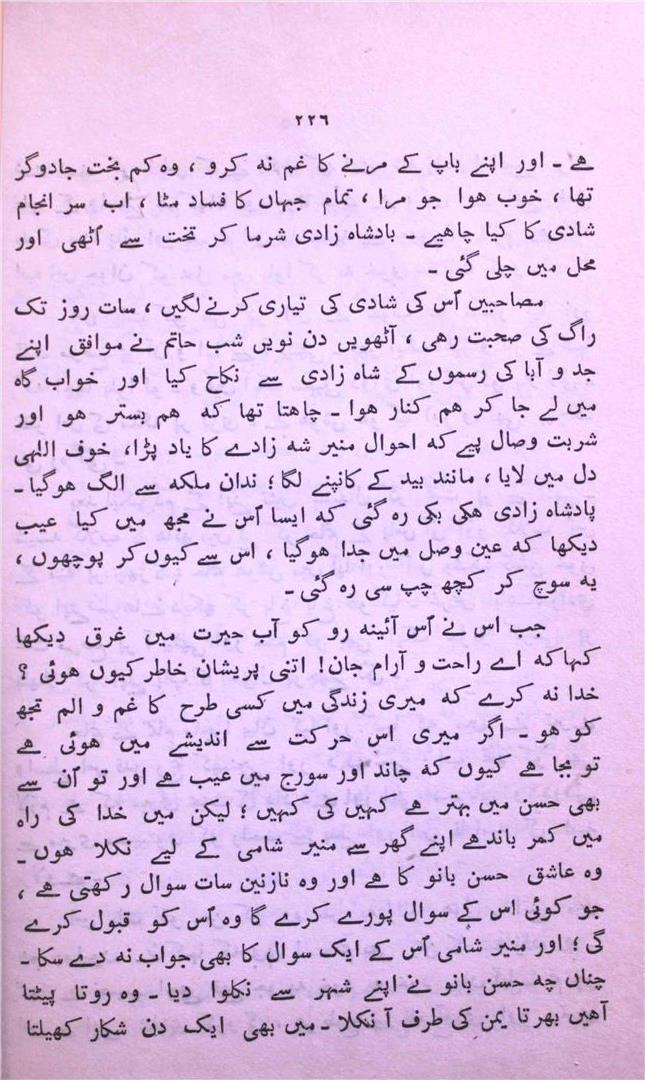 ۲۲٦
ہے ۔ اور اپنے باپ کے مرنے کا غم نہ کرو ، وہ کم بخت جادوگر
تھا ، خوب ہوا جو مرا ، تمام جہاں کا فساد مٹا ، اب سر انجام
شادی کا کیا چاہیے ۔ بادشاہ زادی شرما کر تخت سے اُٹھی اور
محل میں چلی گئی ۔
مصاحبیں اُس کی شادی کی تیاری کرنے لگیں ، سات روز تک
راگ کی صحبت رہی ، آٹھویں دن نویں شب حاتم نے موافق اپنے
جد و آبا کی رسموں کے شاہ زادی سے نکاح کیا اور خواب گاہ
میں لے جا کر ہم کنار ہوا ۔ چاہتا تھا کہ ہم بستر ہو اور
شربت وصال پیے کہ احوال منیر شہ زادے کا یاد پڑا ، خوف الٰہی
دل میں لایا ، مانند بید کے کانپنے لگا ؛ ندان ملکہ سے الگ ہوگیا ۔
پادشاہ زادی ہکی بکی رہ گئی کہ ایسا اُس نے مجھ میں کیا عیب
دیکھا کہ عین وصل میں جدا ہوگیا ، اس سے کیوں کر پوچھوں ،
یہ سوچ کر کچھ چپ سی رہ گئی ۔
جب اس نے اُس آئینہ رو کو آب حیرت میں غرق دیکھا
کہا کہ اے راحت و آرام جان ! اتنی پریشان خاطر کیوں ہوئی ؟
خدا نہ کرے کہ میری زندگی میں کسی طرح کا غم و الم تجھ
کو ہو ۔ اگر میری اس حرکت سے اندیشے میں ہوئی ہے
تو بجا ہے کیوں کہ چاند اور سورج میں عیب ہے اور تو اُن سے
بھی حسن میں بہتر ہے کہیں کی کہیں ؛ لیکن میں خدا کی راہ
میں کمر باندھے اپنے گھر سے منیر شامی کے لیے نکلا ہوں ۔
وہ عاشق حسن بانو کا ہے اور وہ نازنین سات سوال رکھتی ہے ،
جو کوئی اس کے سوال پورے کرے گا وہ اُس کو قبول کرے
گی ؛ اور منیر شامی اُس کے ایک سوال کا بھی جواب نہ دے سکا ۔
چناں چہ حسن بانو نے اپنے شہر سے نکلوا دیا ۔ وہ روتا پیٹتا
آہیں بھرتا یمن کی طرف آ نکلا ۔ میں بھی ایک دن شکار کھیلتا